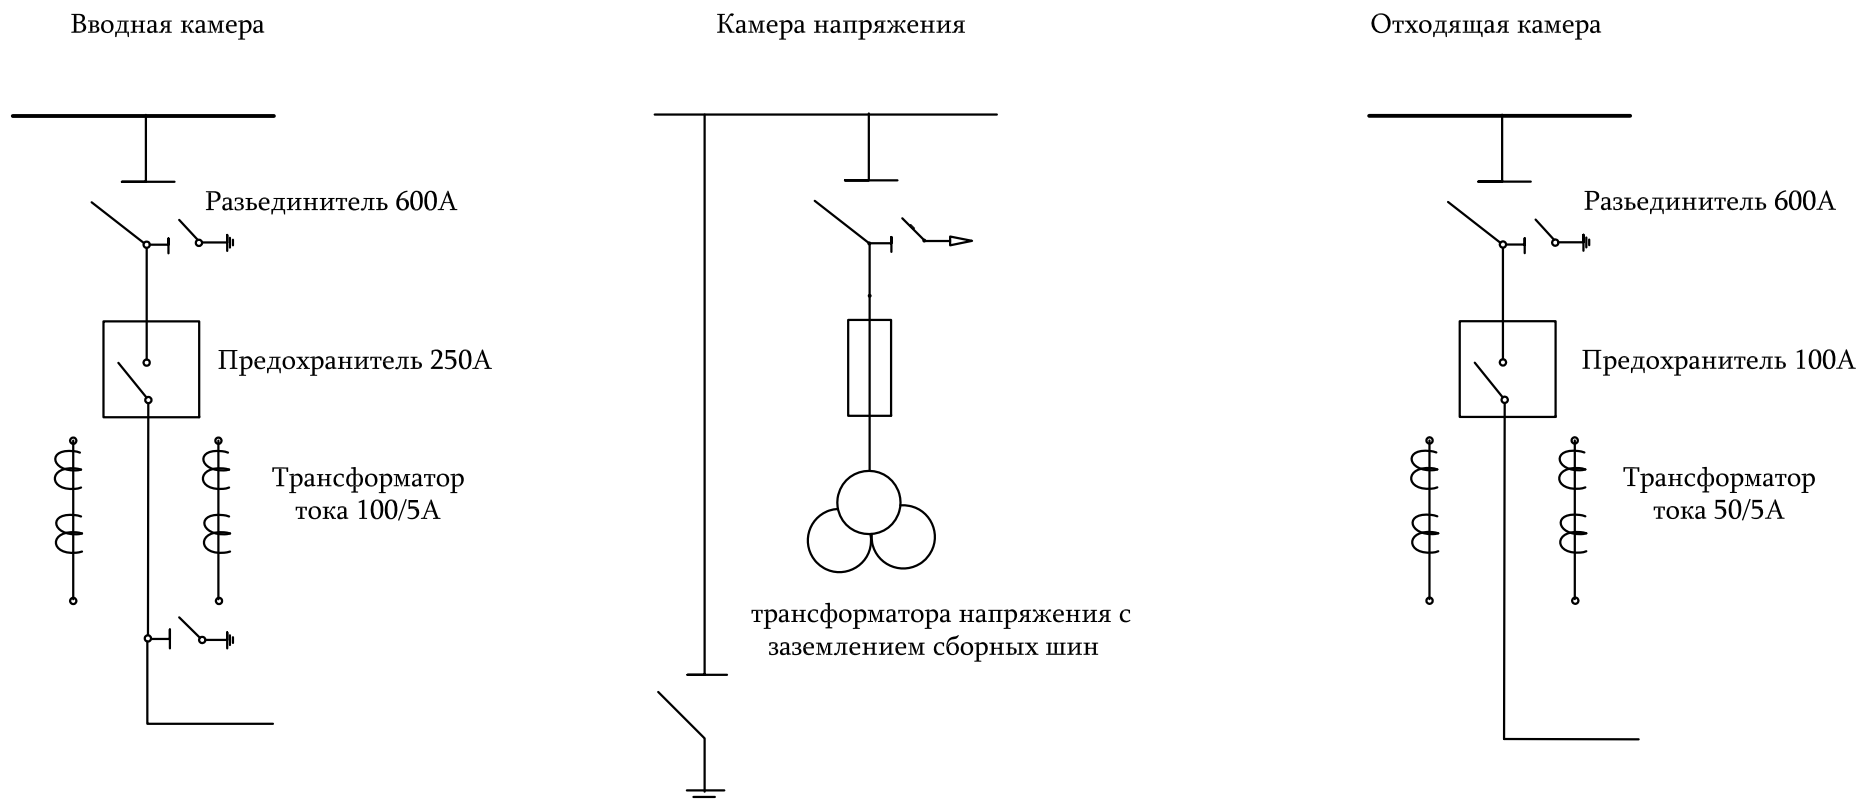 Вводная камера
Камера напряжения
Отходящая камера
Разьединитель 600А
Разьединитель 600А
Предохранитель 250А
Предохранитель 100А
Трансформатор
тока 100/5А
Трансформатор
тока 50/5А
трансформатора напряжения с
заземлением сборных шин